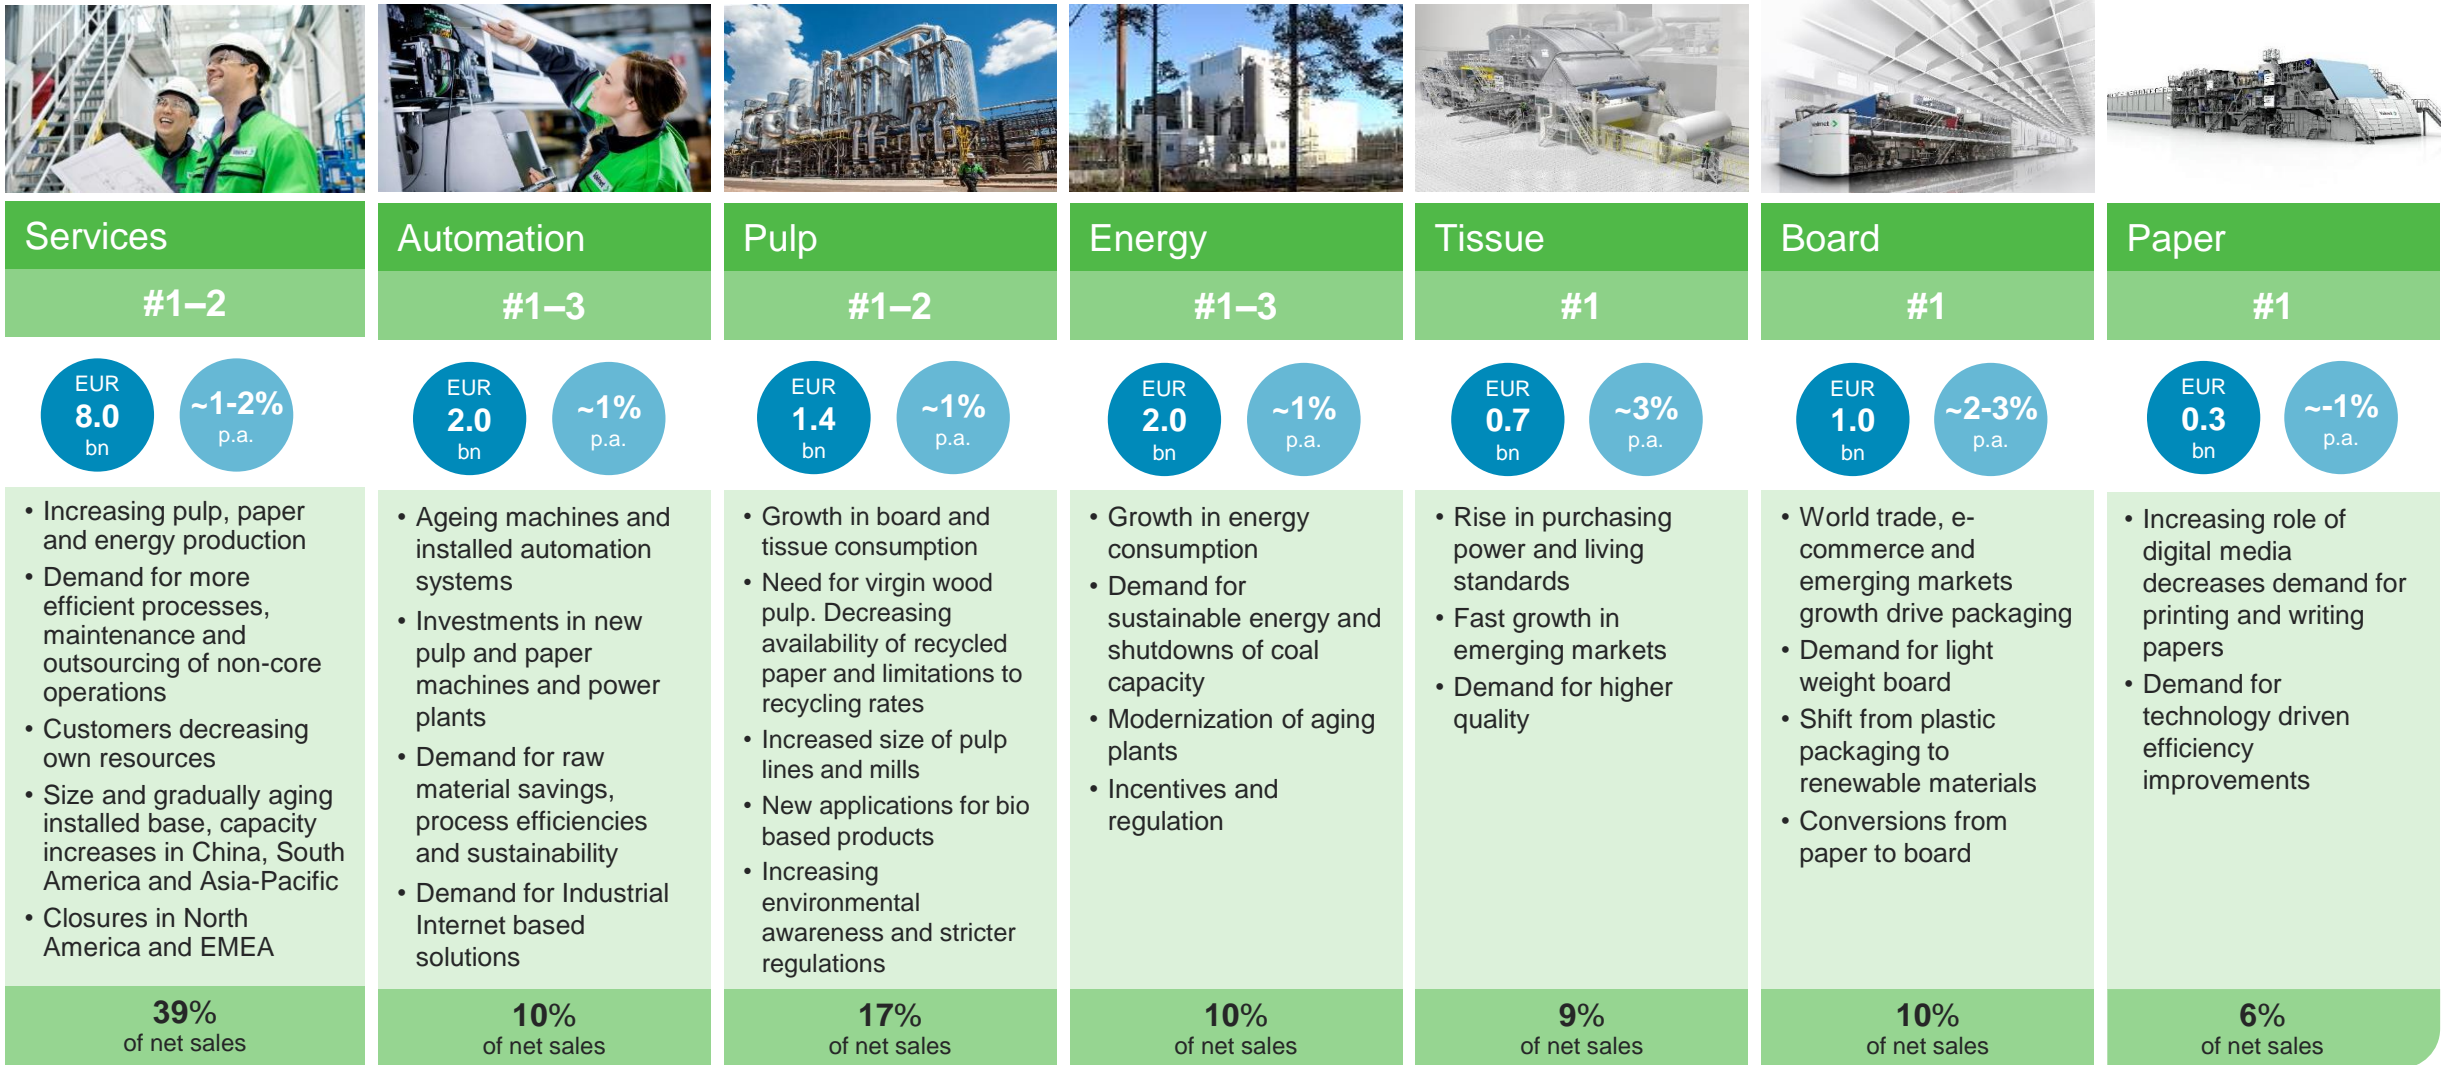 Services
#1–2
EUR
8.0
bn
~1-2%
p.a.
• Increasing pulp, paper
and energy production
• Demand for more
efficient processes,
maintenance and
outsourcing of non-core
operations
• Customers decreasing
own resources
• Size and gradually aging
installed base, capacity
increases in China, South
America and Asia-Pacific
• Closures in North
America and EMEA
39%
of net sales
Automation
#1–3
EUR
2.0
bn
~1%
p.a.
• Ageing machines and
installed automation
systems
• Investments in new
pulp and paper
machines and power
plants
• Demand for raw
material savings,
process efficiencies
and sustainability
• Demand for Industrial
Internet based
solutions
10%
of net sales
Pulp
#1–2
EUR
1.4
bn
~1%
p.a.
• Growth in board and
tissue consumption
• Need for virgin wood
pulp. Decreasing
availability of recycled
paper and limitations to
recycling rates
• Increased size of pulp
lines and mills
• New applications for bio
based products
• Increasing
environmental
awareness and stricter
regulations
17%
of net sales
Energy
#1–3
EUR
2.0
bn
~1%
p.a.
• Growth in energy
consumption
• Demand for
sustainable energy and
shutdowns of coal
capacity
• Modernization of aging
plants
• Incentives and
regulation
10%
of net sales
Tissue
#1
EUR
0.7
bn
~3%
p.a.
• Rise in purchasing
power and living
standards
• Fast growth in
emerging markets
• Demand for higher
quality
9%
of net sales
Board
#1
EUR
1.0
bn
~2-3%
p.a.
• World trade, e-
commerce and
emerging markets
growth drive packaging
• Demand for light
weight board
• Shift from plastic
packaging to
renewable materials
• Conversions from
paper to board
10%
of net sales
Paper
#1
EUR
0.3
bn
~-1%
p.a.
• Increasing role of
digital media
decreases demand for
printing and writing
papers
• Demand for
technology driven
efficiency
improvements
6%
of net sales